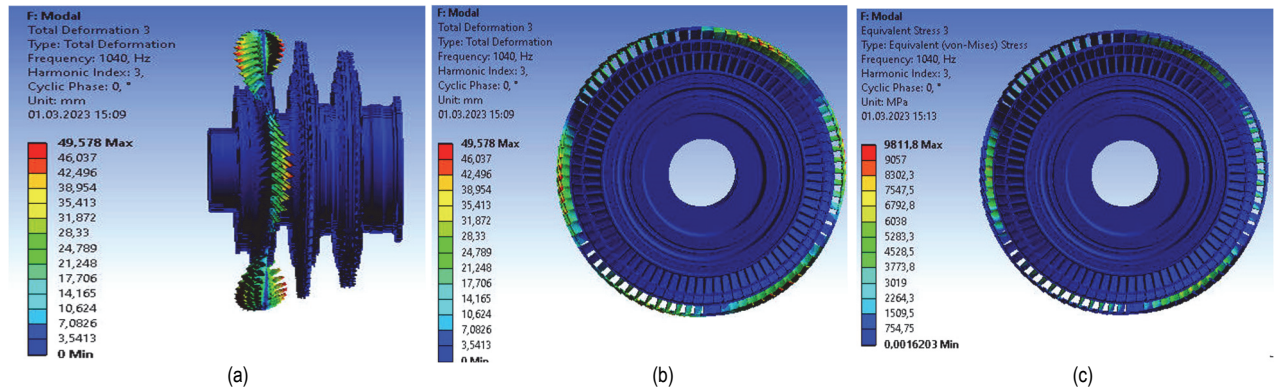 F: Modal
Total Deformation 3
Type: Total Deformation
Frequency: 1040, Hz
Harmonic Index: 3,
Cyclic Phase: 0, °
Unit: mm
01.03.2023 15:09
49,578 Max
46,037
42,496
38,954
35,413
31,872
28,33
24,789
21,248
17,706
14,165
10,624
7,0826
3,5413
0 Min
(a)
F: Modal
Total Deformation 3
Type: Total Deformation
Frequency: 1040, Hz
Harmonic Index: 3,
Cyclic Phase: 0, °
Unit: mm
01.03.2023 15:09
49,578 Max
46,037
42,496
38,954
35,413
31,872
28,33
24,789
21,248
17,706
14,165
10,624
7,0826
3,5413
0 Min
(b)
F: Modal
Equivalent Stress 3
Type: Equivalent (von-Mises) Stress
Frequency: 1040, Hz
Harmonic Index: 3,
Cyclic Phase: 0, °
Unit: MPa
01.03.2023 15:13
9811,8 Max
9057
8302,3
7547,5
6792,8
6038
5283,3
4528,5
3773,8
3019
2264,3
1509,5
754,75
0,0016203 Min
(c)